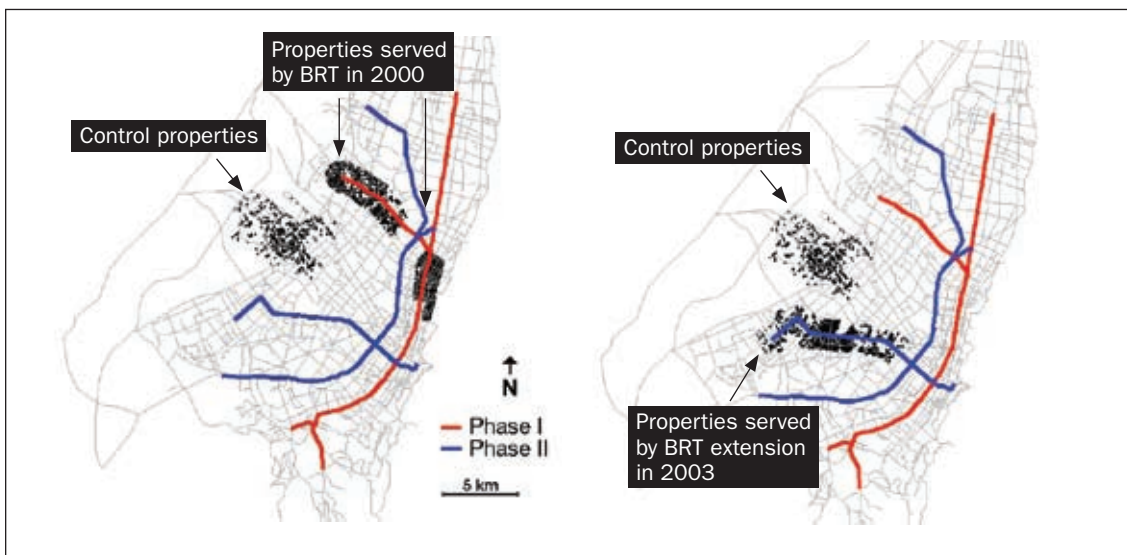 Properties served
by BRT in 2000
Control properties
N
Phase I
Phase II
5 km
Control properties
Properties served
by BRT extension
in 2003